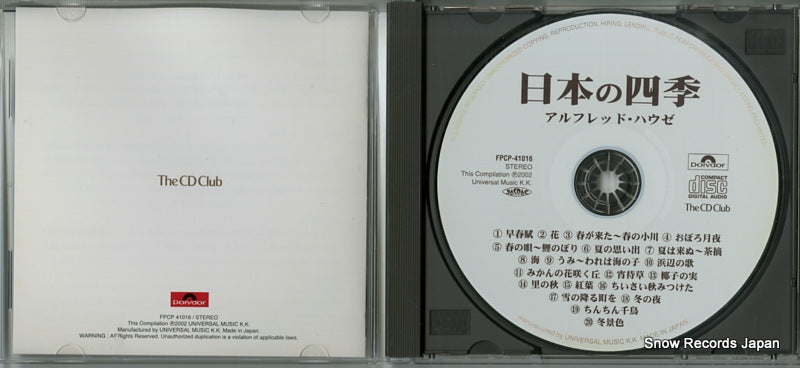 The CD Club
Polydor
FPCP 41016 / STEREO
This Compilation ℗2002 UNIVERSAL MUSIC K.K.
Manufactured by UNIVERSAL MUSIC K.K. Made in Japan.
WARNING : All Rights Reserved. Unauthorized duplication is a violation of applicable laws.
UNAUTHORIZED COPYING, REPRODUCTION, HIRING, LENDING, PUBLIC PERFORMANCE
日本の四季
アルフレッド・ハウゼ
FPCP-41016
STEREO
This Compilation ℗2002
Universal Music K.K.
Polydor
COMPACT
disc
DIGITAL AUDIO
The CD Club
① 早春賦 ② 花 ③ 春が来た〜春の小川 ④ おぼろ月夜
⑤ 春の唄〜鯉のぼり ⑥ 夏の思い出 ⑦ 夏は来ぬ〜茶摘
⑧ 海 ⑨ うみ〜われは海の子 ⑩ 浜辺の歌
⑪ みかんの花咲く丘 ⑫ 宵待草 ⑬ 椰子の実
⑭ 里の秋 ⑮ 紅葉 ⑯ ちいさい秋みつけた
⑰ 雪の降る町を ⑱ 冬の夜
⑲ ちんちん千鳥
⑳ 冬景色
manufactured by UNIVERSAL MUSIC K.K. MADE IN JAPAN.
Snow Records Japan